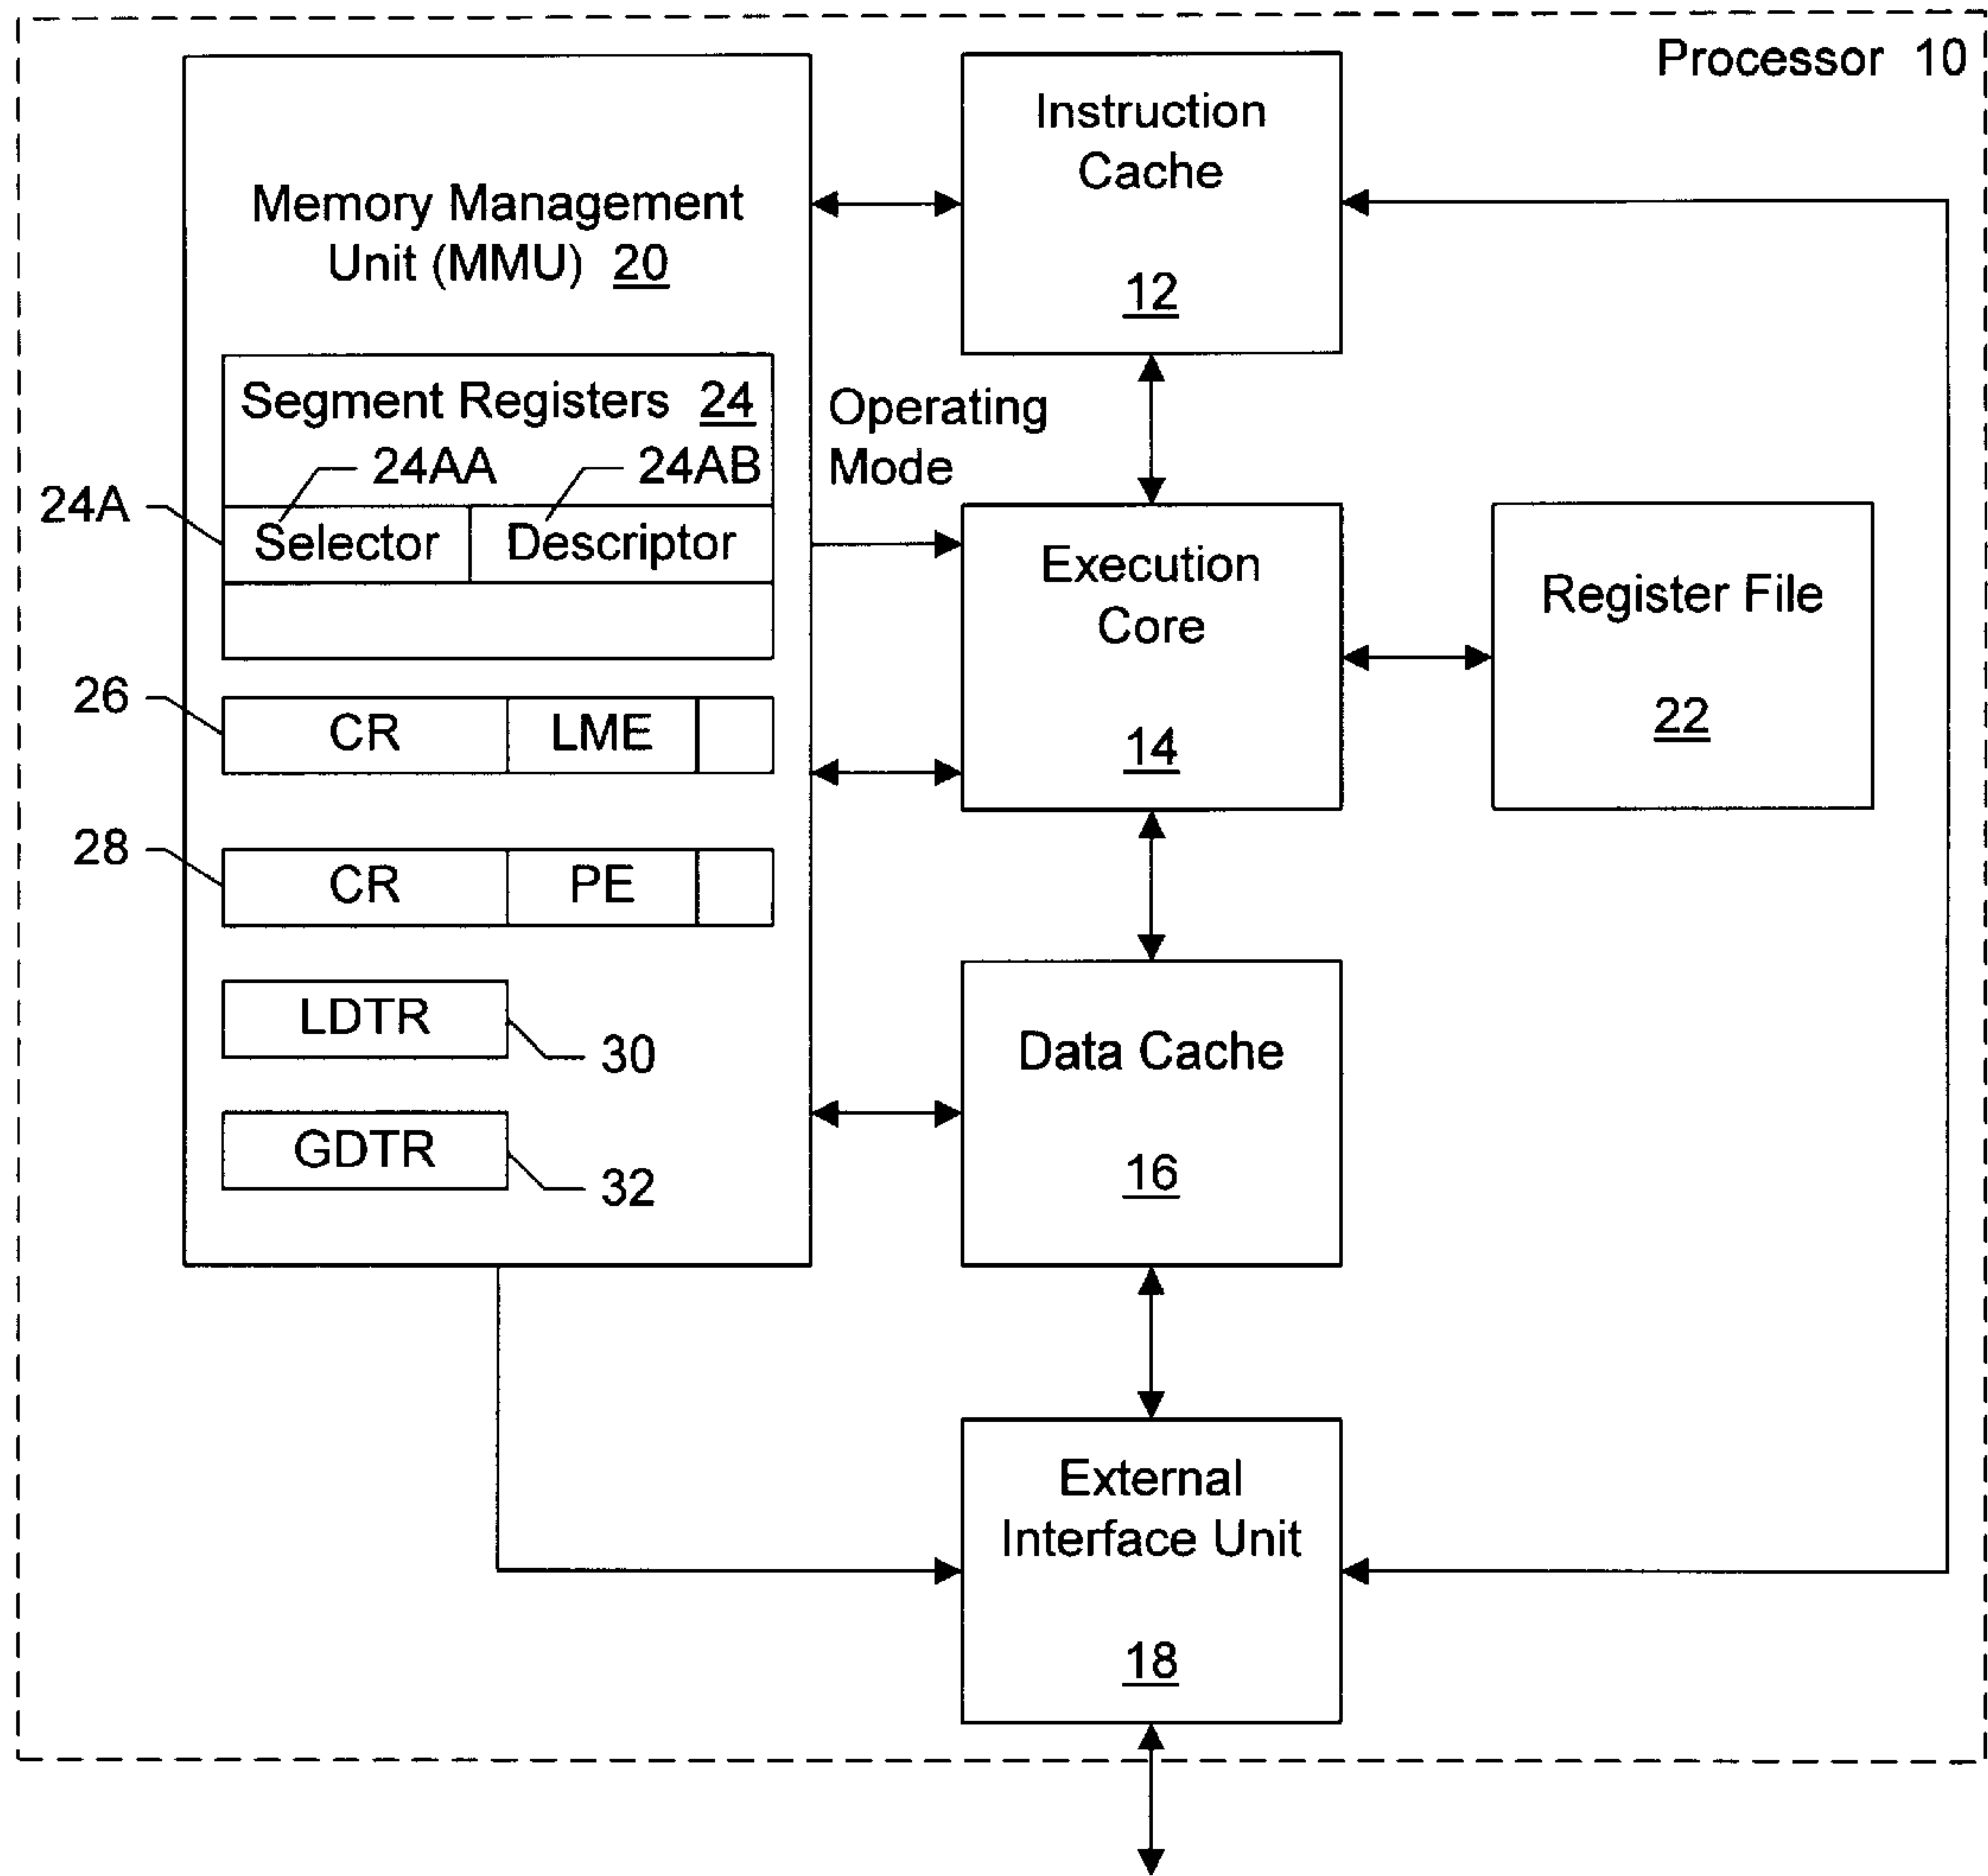 Processor 10
Instruction
Cache
12
Memory Management
Unit (MMU) 20
Segment Registers 24
24AA
24AB
24A
Selector
Descriptor
Operating
Mode
Execution
Core
14
Register File
22
26
CR
LME
28
CR
PE
LDTR
30
GDTR
32
Data Cache
16
External
Interface Unit
18